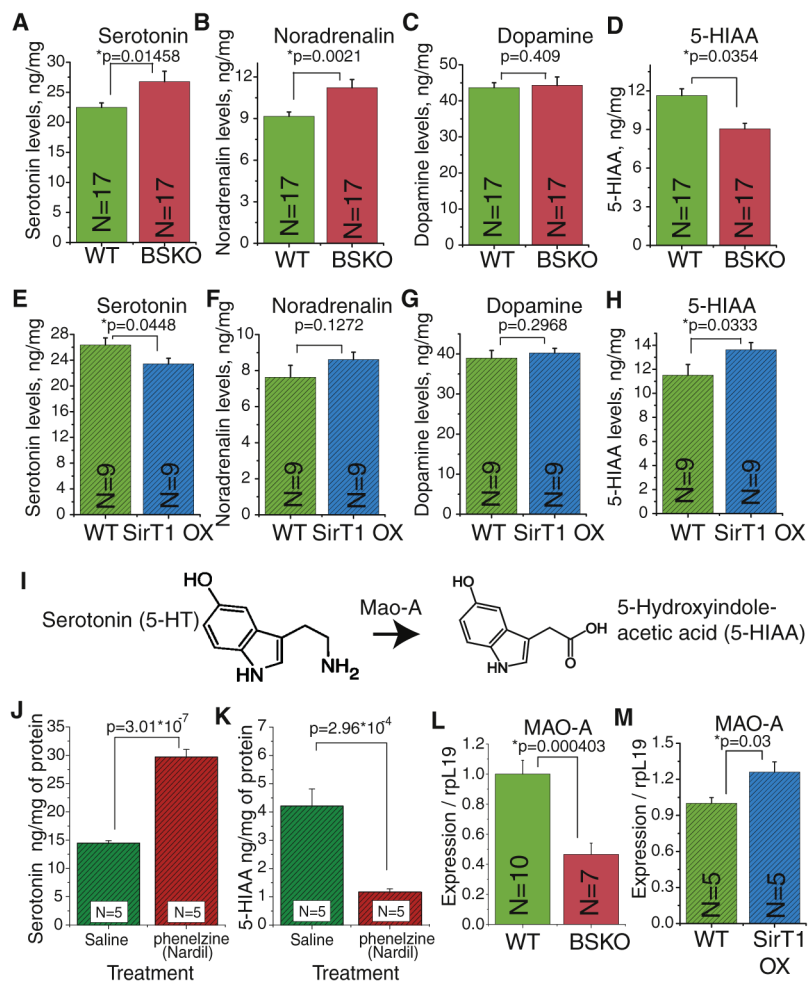 A
Serotonin
*p=0.01458
Serotonin levels, ng/mg
30
25
20
15
10
5
0
N=17
N=17
WT
BSKO
B
Noradrenalin
*p=0.0021
Noradrenalin levels, ng/mg
12
9
6
3
0
N=17
N=17
WT
BSKO
C
Dopamine
p=0.409
Dopamine levels, ng/mg
50
40
30
20
10
0
N=17
N=17
WT
BSKO
D
5-HIAA
*p=0.0354
5-HIAA, ng/mg
12
9
6
3
0
N=17
N=17
WT
BSKO
E
Serotonin
*p=0.0448
Serotonin levels, ng/mg
28
24
20
16
12
8
4
0
N=9
N=9
WT
SirT1 OX
F
Noradrenalin
p=0.1272
Noradrenalin levels, ng/mg
8
6
4
2
0
N=9
N=9
WT
SirT1 OX
G
Dopamine
p=0.2968
Dopamine levels, ng/mg
40
30
20
10
0
N=9
N=9
WT
SirT1 OX
H
5-HIAA
*p=0.0333
5-HIAA levels, ng/mg
14
12
10
8
6
4
2
0
N=9
N=9
WT
SirT1 OX
I
Serotonin (5-HT)
HO
HN
NH2
Mao-A
HO
HN
OH
O
5-Hydroxyindole-
acetic acid (5-HIAA)
J
p=3.01*10-7
Serotonin ng/mg of protein
35
30
25
20
15
10
5
0
N=5
N=5
Saline
phenelzine
(Nardil)
Treatment
K
p=2.96*10-4
5-HIAA ng/mg of protein
7
6
5
4
3
2
1
0
N=5
N=5
Saline
phenelzine
(Nardil)
Treatment
L
MAO-A
*p=0.000403
Expression / rpL19
1.2
1.0
0.8
0.6
0.4
0.2
0.0
N=10
N=7
WT
BSKO
M
MAO-A
*p=0.03
Expression / rpL19
1.5
1.2
0.9
0.6
0.3
0.0
N=5
N=5
WT
SirT1
OX